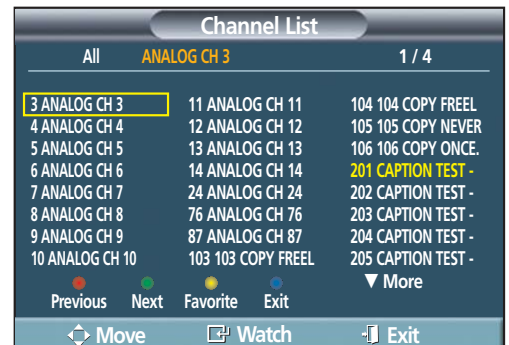 Channel List
All ANALOG CH 3 1 / 4
3 ANALOG CH 3 11 ANALOG CH 11 104 104 COPY FREEL
4 ANALOG CH 4 12 ANALOG CH 12 105 105 COPY NEVER
5 ANALOG CH 5 13 ANALOG CH 13 106 106 COPY ONCE.
6 ANALOG CH 6 14 ANALOG CH 14 201 CAPTION TEST -
7 ANALOG CH 7 24 ANALOG CH 24 202 CAPTION TEST -
8 ANALOG CH 8 76 ANALOG CH 76 203 CAPTION TEST -
9 ANALOG CH 9 87 ANALOG CH 87 204 CAPTION TEST -
10 ANALOG CH 10 103 103 COPY FREEL 205 CAPTION TEST -
▼ More
Previous Next Favorite Exit
Move Watch Exit